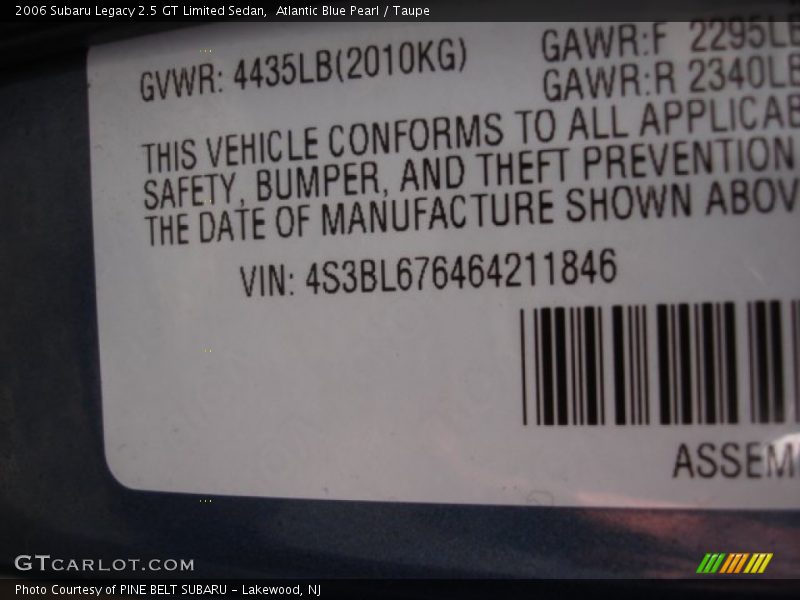 2006 Subaru Legacy 2.5 GT Limited Sedan,  Atlantic Blue Pearl / Taupe
GVWR: 4435LB(2010KG)
GAWR:F 2295LB
GAWR:R 2340LB
THIS VEHICLE CONFORMS TO ALL APPLICAB
SAFETY, BUMPER, AND THEFT PREVENTION
THE DATE OF MANUFACTURE SHOWN ABOV
VIN: 4S3BL676464211846
ASSEM
GTCARLOT.COM
Photo Courtesy of PINE BELT SUBARU - Lakewood, NJ